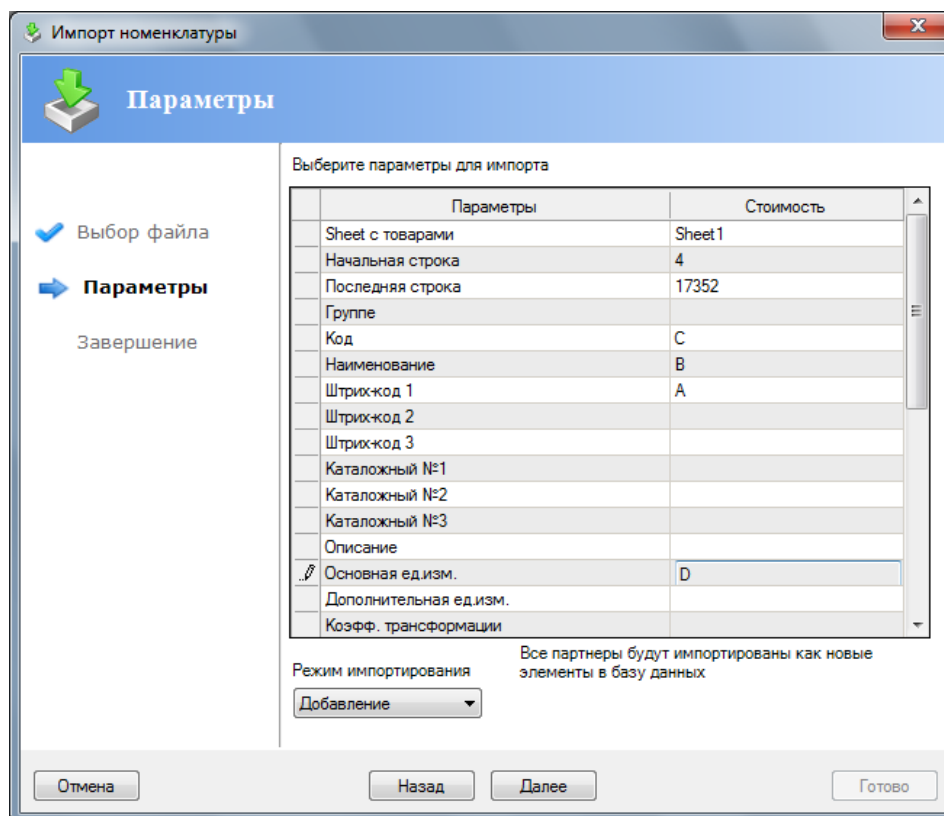 Импорт номенклатуры
Параметры
Выбор файла
Параметры
Завершение
Выберите параметры для импорта
Параметры Стоимость
Sheet с товарами Sheet1
Начальная строка 4
Последняя строка 17352
Группе
Код C
Наименование B
Штрих-код 1 A
Штрих-код 2
Штрих-код 3
Каталожный №1
Каталожный №2
Каталожный №3
Описание
Основная ед.изм. D
Дополнительная ед.изм.
Коэфф. трансформации
Режим импортирования
Добавление
Все партнеры будут импортированы как новые
элементы в базу данных
Отмена Назад Далее Готово